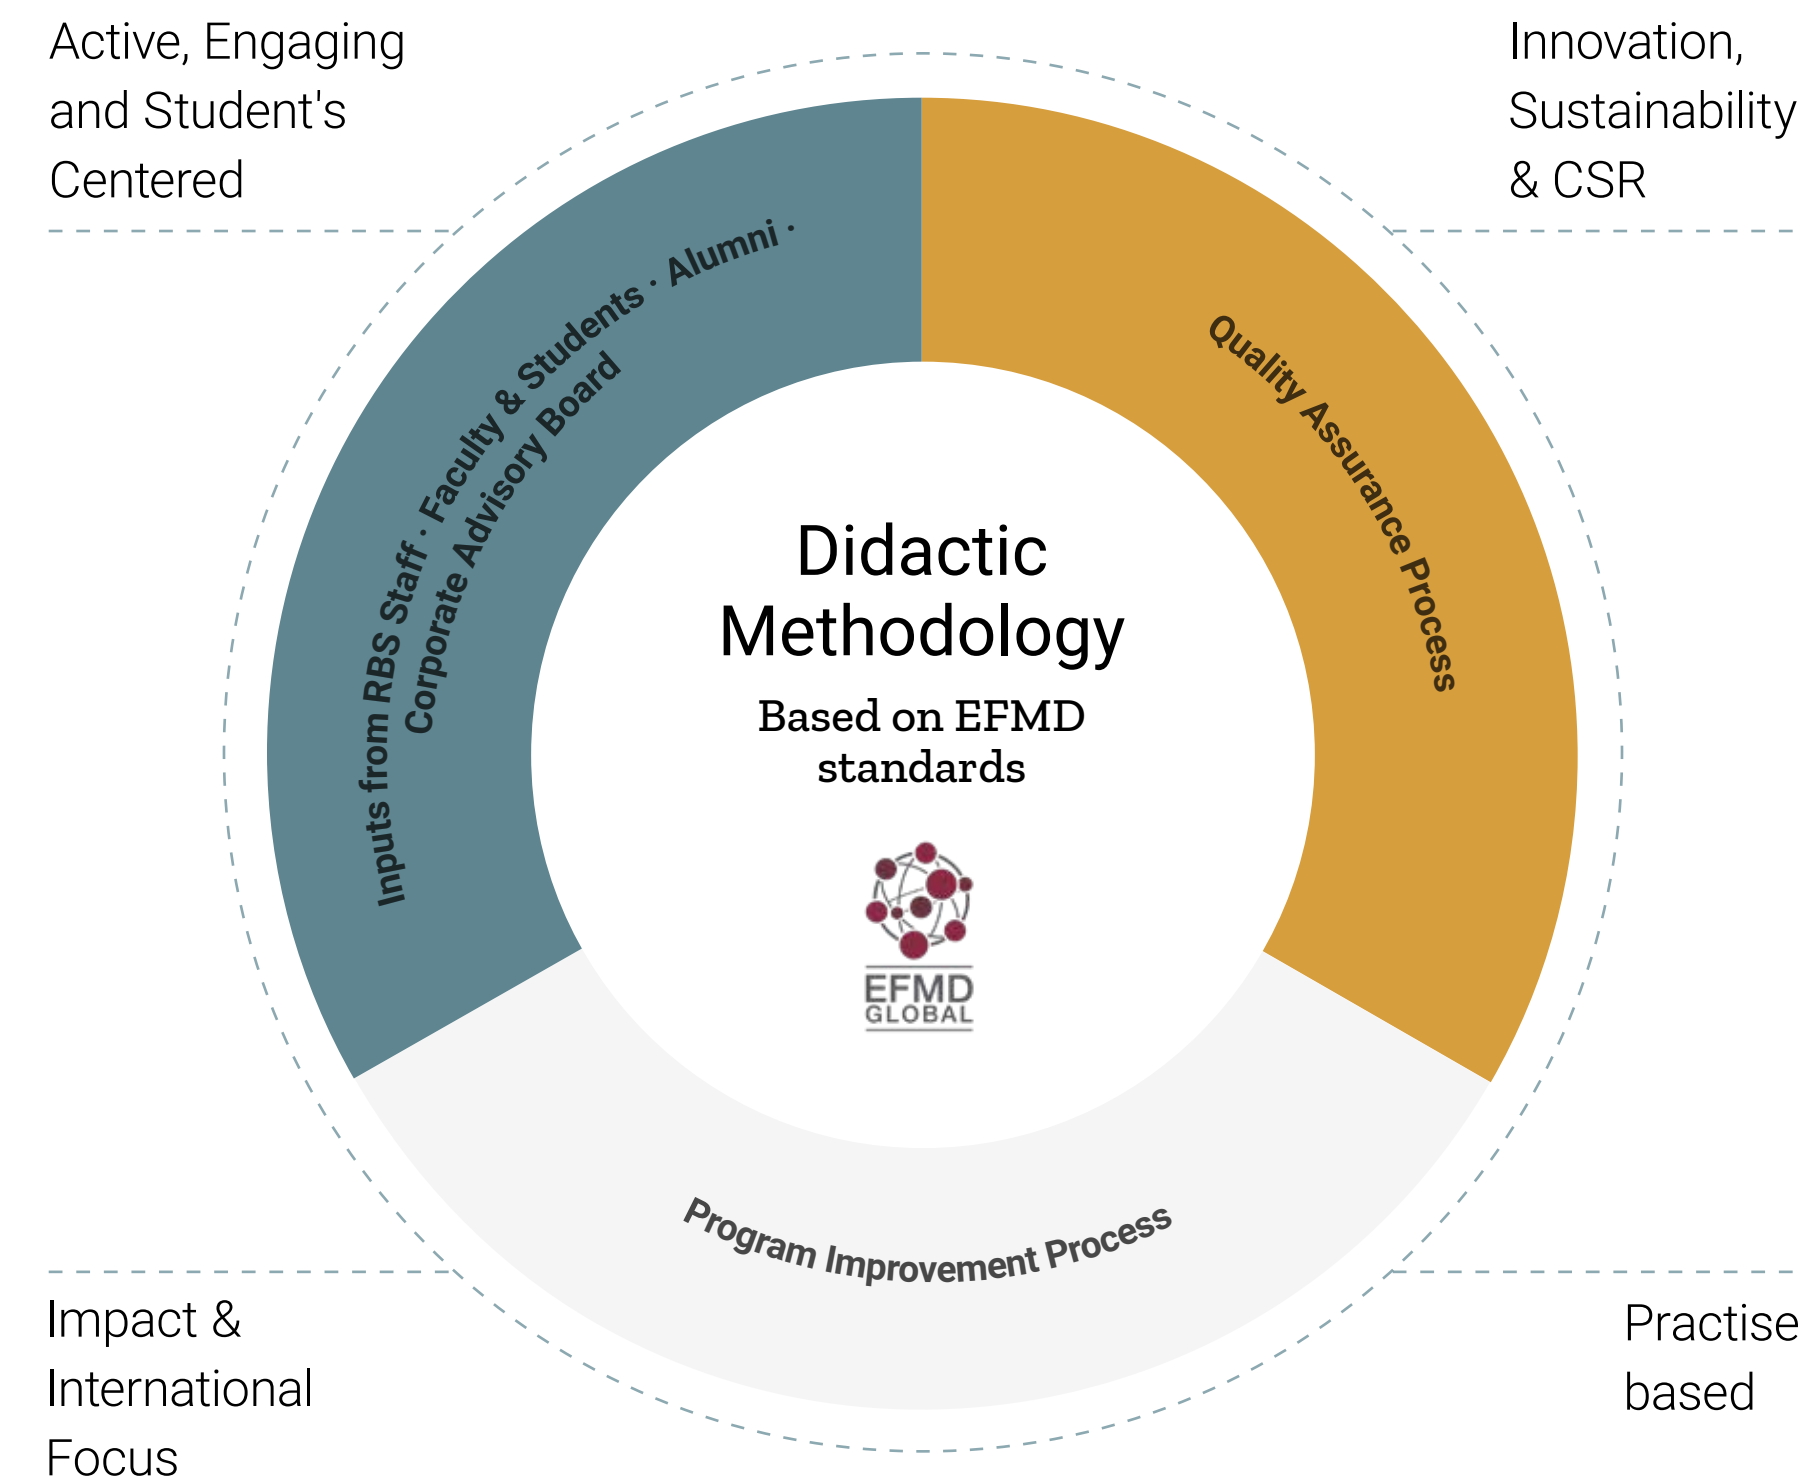 Active, Engaging
and Student's
Centered
Innovation,
Sustainability
& CSR
Inputs from RBS Staff · Faculty & Students · Alumni ·
Corporate Advisory Board
Quality Assurance Process
Didactic
Methodology
Based on EFMD
standards
EFMD
GLOBAL
Program Improvement Process
Impact &
International
Focus
Practise
based